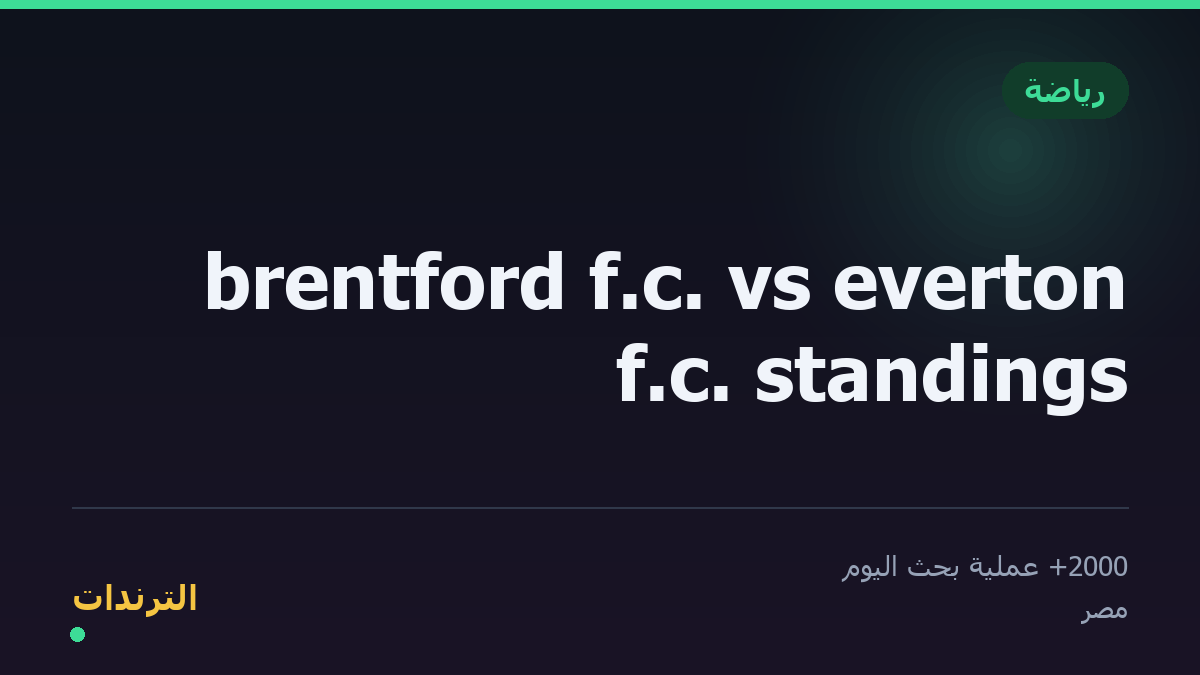 رياضة
brentford f.c. vs everton
f.c. standings
+2000 عملية بحث اليوم
مصر
الترندات